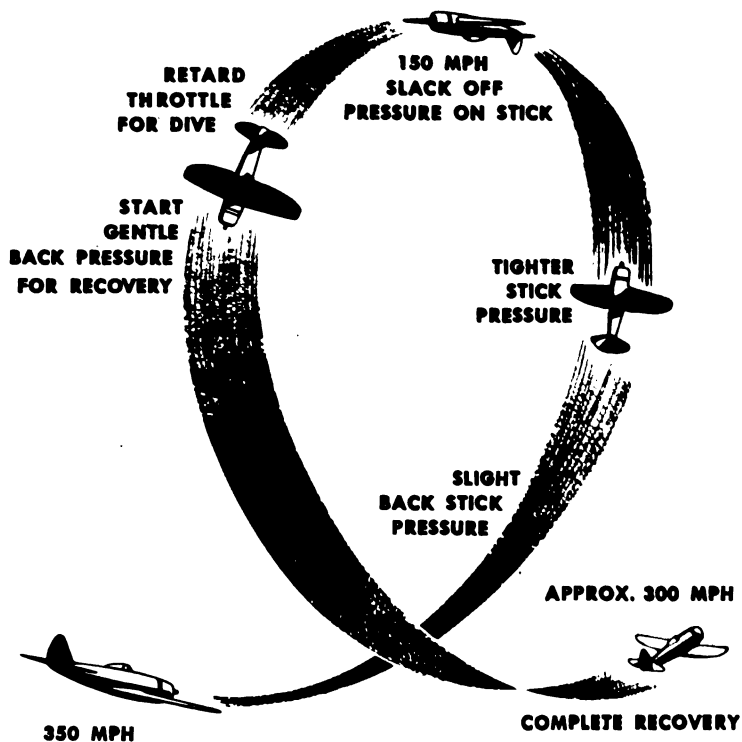 150 MPH
SLACK OFF
PRESSURE ON STICK
RETARD
THROTTLE
FOR DIVE
START
GENTLE
BACK PRESSURE
FOR RECOVERY
TIGHTER
STICK
PRESSURE
SLIGHT
BACK STICK
PRESSURE
APPROX. 300 MPH
350 MPH
COMPLETE RECOVERY